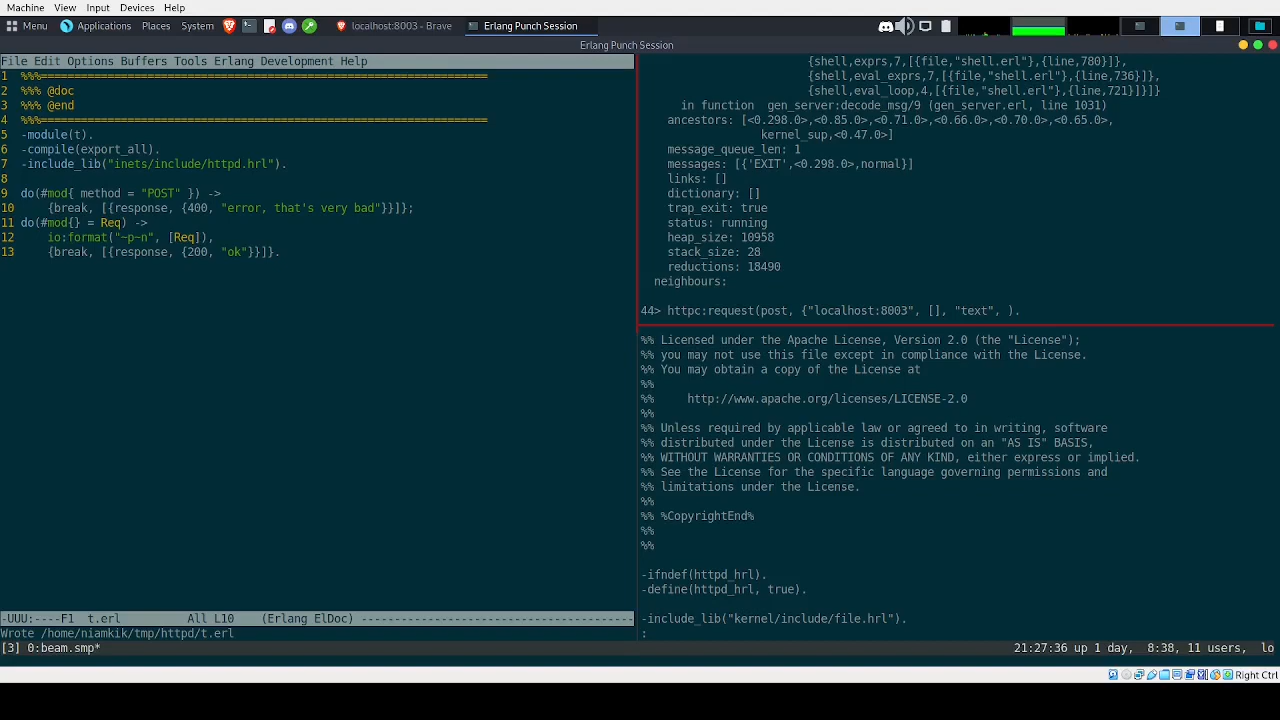 Machine View Input Devices Help
Menu Applications Places System localhost:8003 - Brave Erlang Punch Session
Erlang Punch Session
File Edit Options Buffers Tools Erlang Development Help
1 %%%===================================================================
2 %%% @doc
3 %%% @end
4 %%%===================================================================
5 -module(t).
6 -compile(export_all).
7 -include_lib("inets/include/httpd.hrl").
8
9 do(#mod{ method = "POST" }) ->
10 {break, [{response, {400, "error, that's very bad"}}]};
11 do(#mod{} = Req) ->
12 io:format("~p~n", [Req]),
13 {break, [{response, {200, "ok"}}]}.
-UUU:----F1 t.erl All L10 (Erlang ElDoc) ---------------------------------
Wrote /home/niamkik/tmp/httpd/t.erl
{shell,exprs,7,[{file,"shell.erl"},{line,780}]},
{shell,eval_exprs,7,[{file,"shell.erl"},{line,736}]},
{shell,eval_loop,4,[{file,"shell.erl"},{line,721}]}]}
in function gen_server:decode_msg/9 (gen_server.erl, line 1031)
ancestors: [<0.298.0>,<0.85.0>,<0.71.0>,<0.66.0>,<0.70.0>,<0.65.0>,
kernel_sup,<0.47.0>]
message_queue_len: 1
messages: [{'EXIT',<0.298.0>,normal}]
links: []
dictionary: []
trap_exit: true
status: running
heap_size: 10958
stack_size: 28
reductions: 18490
neighbours:
44> httpc:request(post, {"localhost:8003", [], "text", ).
%% Licensed under the Apache License, Version 2.0 (the "License");
%% you may not use this file except in compliance with the License.
%% You may obtain a copy of the License at
%%
%% http://www.apache.org/licenses/LICENSE-2.0
%%
%% Unless required by applicable law or agreed to in writing, software
%% distributed under the License is distributed on an "AS IS" BASIS,
%% WITHOUT WARRANTIES OR CONDITIONS OF ANY KIND, either express or implied.
%% See the License for the specific language governing permissions and
%% limitations under the License.
%%
%% %CopyrightEnd%
%%
%%
-ifndef(httpd_hrl).
-define(httpd_hrl, true).
-include_lib("kernel/include/file.hrl").
:
[3] 0:beam.smp* 21:27:36 up 1 day, 8:38, 11 users, lo
Right Ctrl